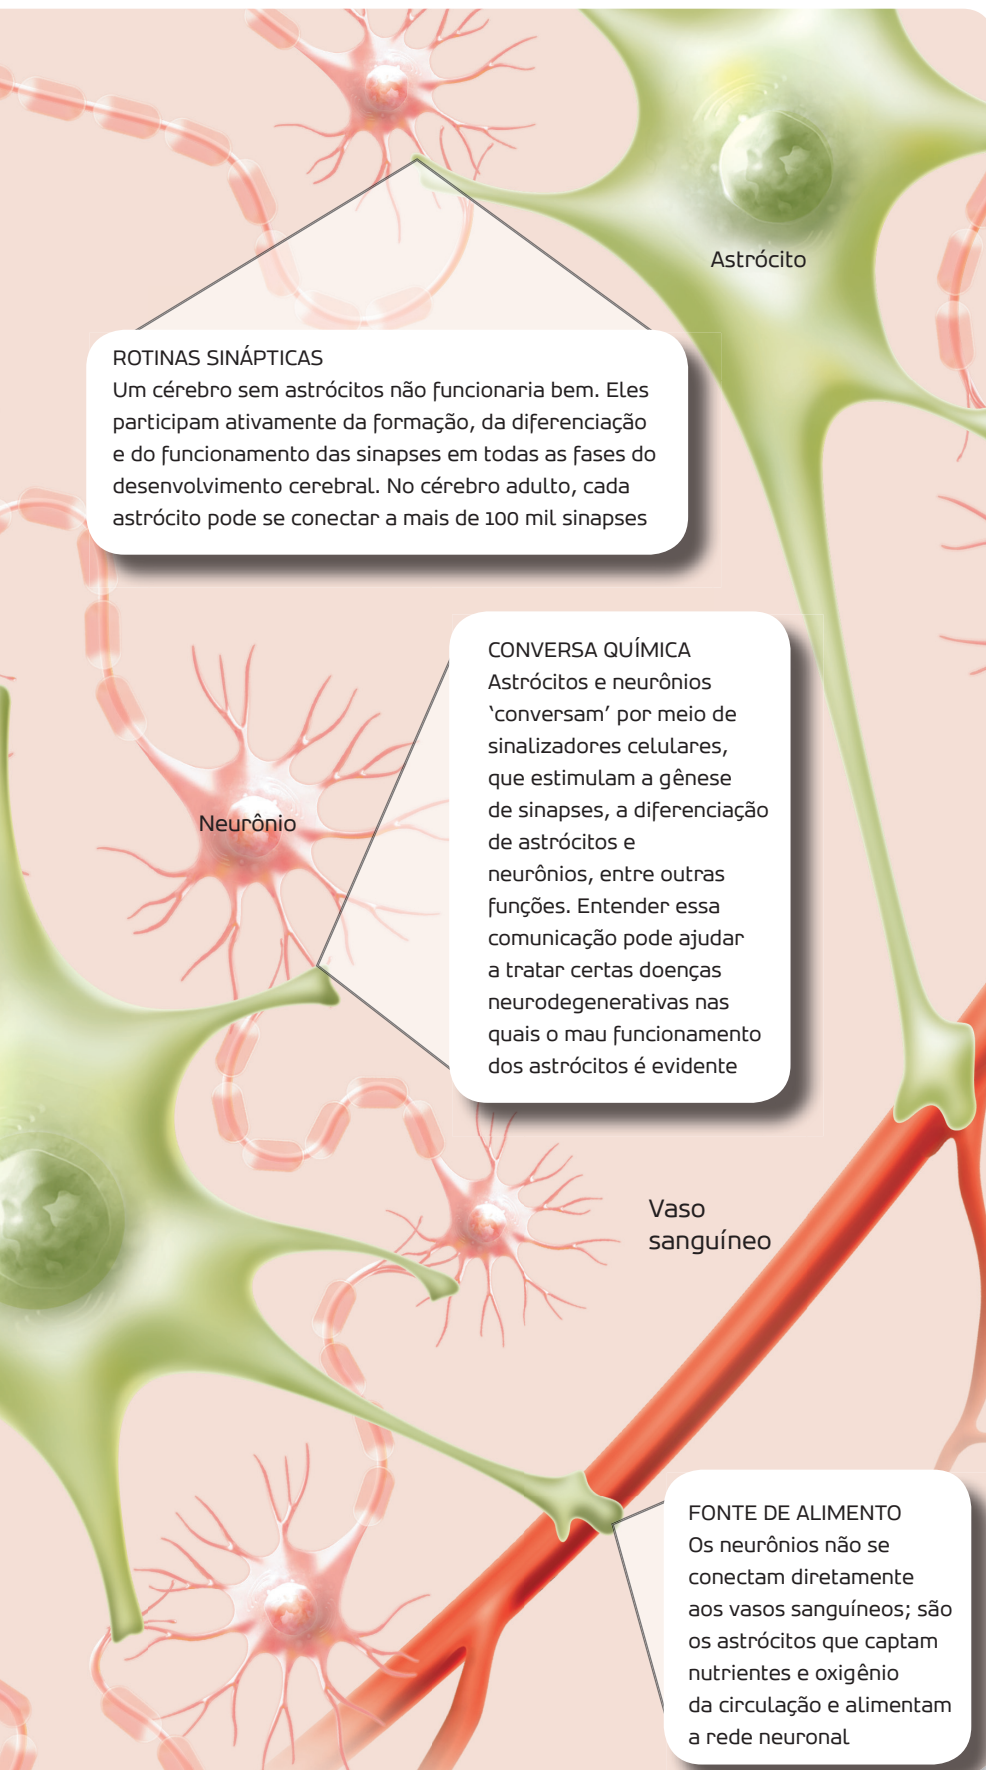 Astrócito
ROTINAS SINÁPTICAS
Um cérebro sem astrócitos não funcionaria bem. Eles
participam ativamente da formação, da diferenciação
e do funcionamento das sinapses em todas as fases do
desenvolvimento cerebral. No cérebro adulto, cada
astrócito pode se conectar a mais de 100 mil sinapses
CONVERSA QUÍMICA
Astrócitos e neurônios
‘conversam’ por meio de
sinalizadores celulares,
que estimulam a gênese
de sinapses, a diferenciação
de astrócitos e
neurônios, entre outras
funções. Entender essa
comunicação pode ajudar
a tratar certas doenças
neurodegenerativas nas
quais o mau funcionamento
dos astrócitos é evidente
Neurônio
Vaso
sanguíneo
FONTE DE ALIMENTO
Os neurônios não se
conectam diretamente
aos vasos sanguíneos; são
os astrócitos que captam
nutrientes e oxigênio
da circulação e alimentam
a rede neuronal